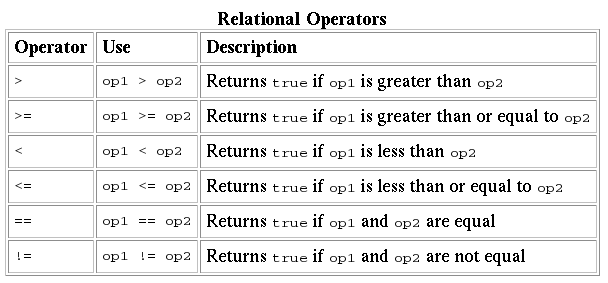 Relational Operators
Operator Use Description
> op1 > op2 Returns true if op1 is greater than op2
>= op1 >= op2 Returns true if op1 is greater than or equal to op2
< op1 < op2 Returns true if op1 is less than op2
<= op1 <= op2 Returns true if op1 is less than or equal to op2
== op1 == op2 Returns true if op1 and op2 are equal
!= op1 != op2 Returns true if op1 and op2 are not equal